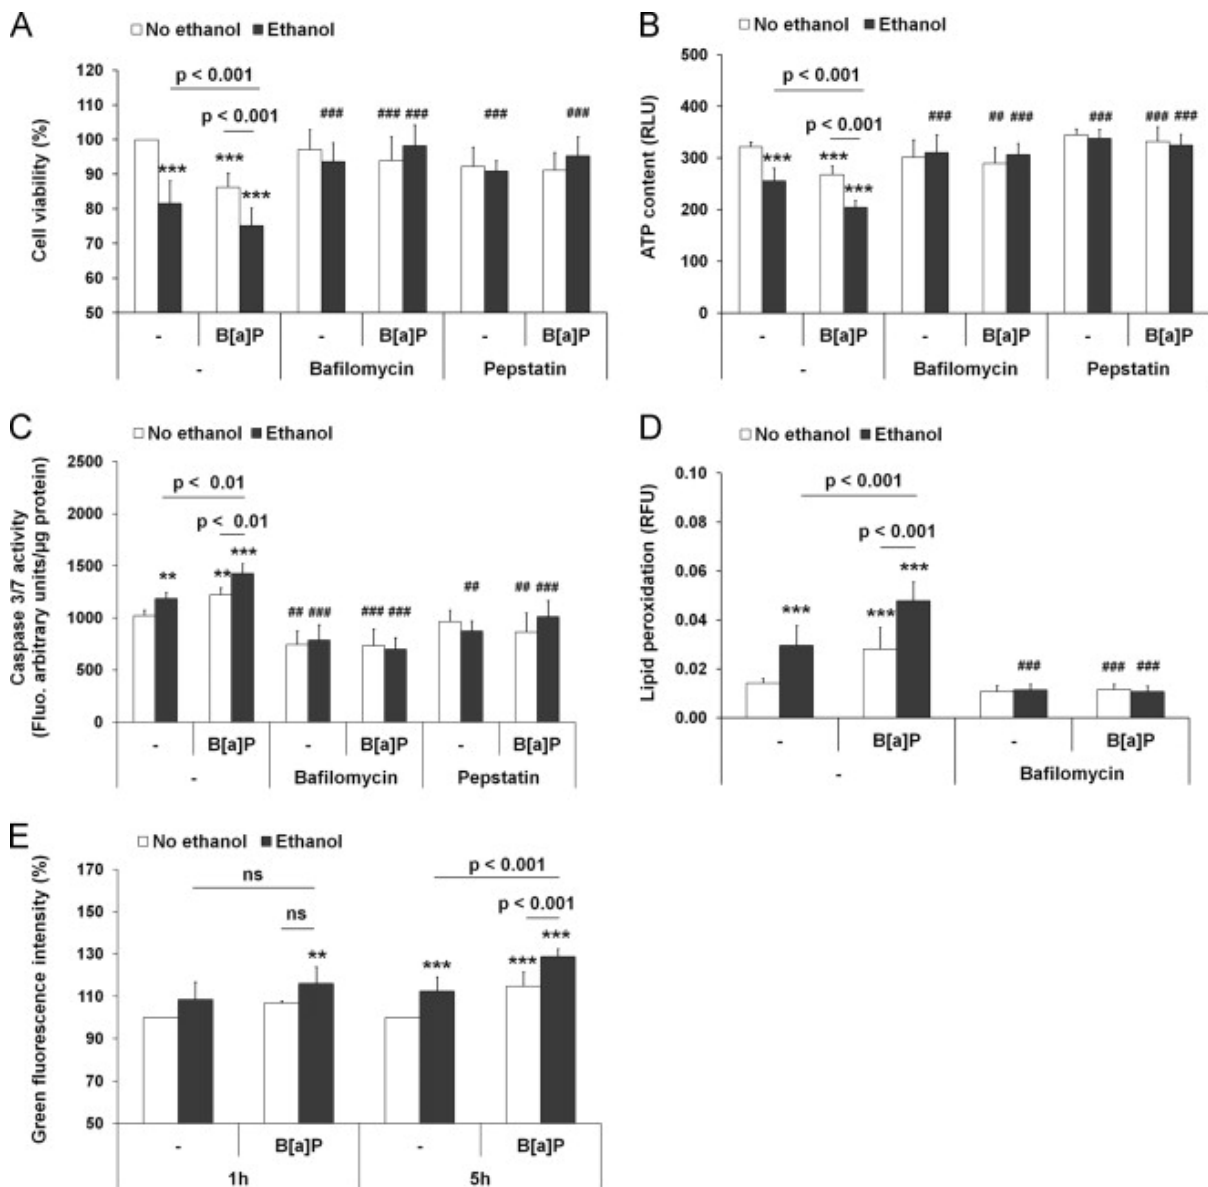 A
No ethanol Ethanol
Cell viability (%)
120
110
100
90
80
70
60
50
p < 0.001
p < 0.001
*** *** ***
### ### ### ### ###
- B[a]P - B[a]P - B[a]P
- Bafilomycin Pepstatin
B
No ethanol Ethanol
ATP content (RLU)
500
400
300
200
100
0
p < 0.001
p < 0.001
*** *** ***
### ## ### ### ### ###
- B[a]P - B[a]P - B[a]P
- Bafilomycin Pepstatin
C
No ethanol Ethanol
Caspase 3/7 activity
(Fluo. arbitrary units/µg protein)
2500
2000
1500
1000
500
0
p < 0.01
p < 0.01
** ** ***
## ### ### ### ## ## ###
- B[a]P - B[a]P - B[a]P
- Bafilomycin Pepstatin
D
No ethanol Ethanol
Lipid peroxidation (RFU)
0.10
0.08
0.06
0.04
0.02
0.00
p < 0.001
p < 0.001
*** *** ***
### ### ###
- B[a]P - B[a]P
- Bafilomycin
E
No ethanol Ethanol
Green fluorescence intensity (%)
170
150
130
110
90
70
50
ns
ns
**
p < 0.001
p < 0.001
*** *** ***
- B[a]P - B[a]P
1h 5h